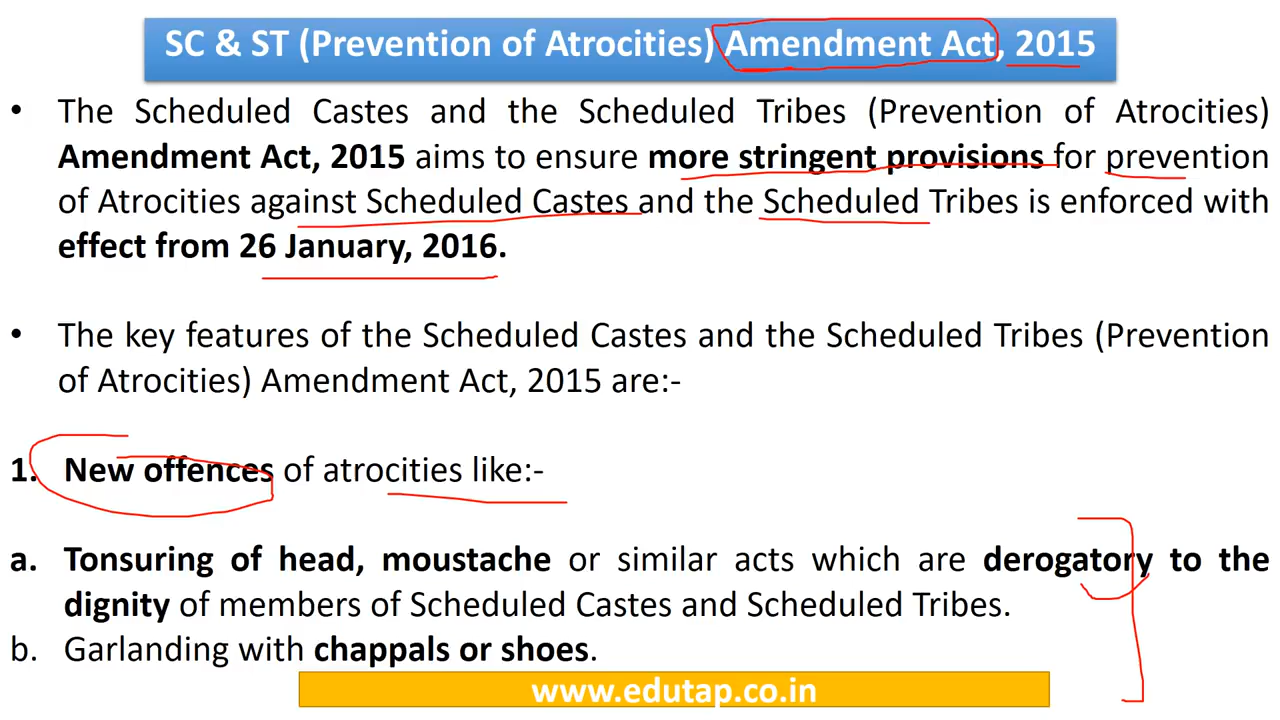 SC & ST (Prevention of Atrocities) Amendment Act, 2015
• The Scheduled Castes and the Scheduled Tribes (Prevention of Atrocities)
Amendment Act, 2015 aims to ensure more stringent provisions for prevention
of Atrocities against Scheduled Castes and the Scheduled Tribes is enforced with
effect from 26 January, 2016.
• The key features of the Scheduled Castes and the Scheduled Tribes (Prevention
of Atrocities) Amendment Act, 2015 are:-
1. New offences of atrocities like:-
a. Tonsuring of head, moustache or similar acts which are derogatory to the
dignity of members of Scheduled Castes and Scheduled Tribes.
b. Garlanding with chappals or shoes.
www.edutap.co.in